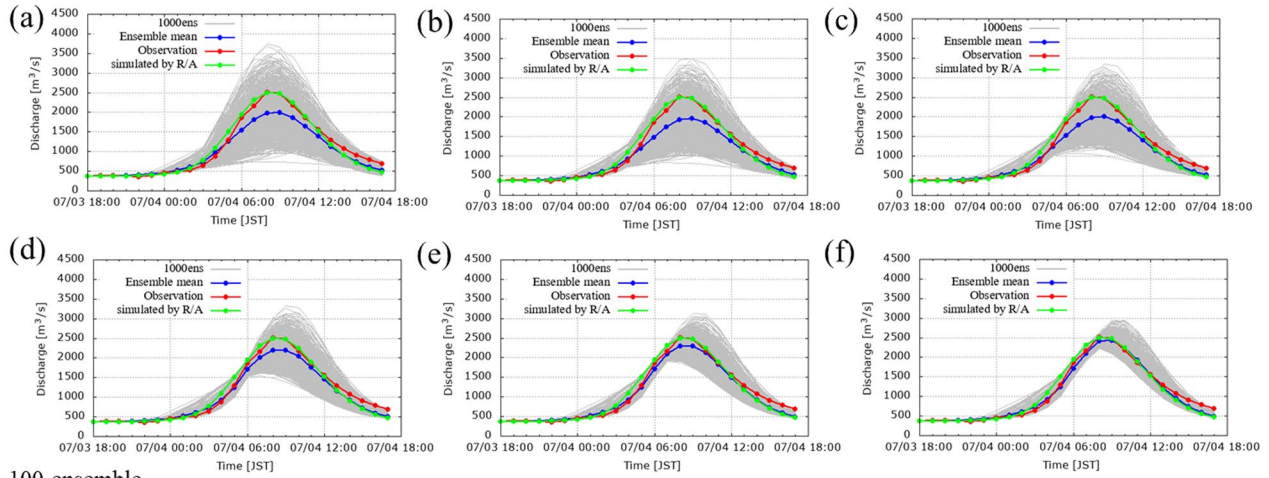 (a)
1000ens
Ensemble mean
Observation
simulated by R/A
Discharge [m³/s]
4500
4000
3500
3000
2500
2000
1500
1000
500
0
07/03 18:00 07/04 00:00 07/04 06:00 07/04 12:00 07/04 18:00
Time [JST]
(b)
1000ens
Ensemble mean
Observation
simulated by R/A
Discharge [m³/s]
4500
4000
3500
3000
2500
2000
1500
1000
500
0
07/03 18:00 07/04 00:00 07/04 06:00 07/04 12:00 07/04 18:00
Time [JST]
(c)
1000ens
Ensemble mean
Observation
simulated by R/A
Discharge [m³/s]
4500
4000
3500
3000
2500
2000
1500
1000
500
0
07/03 18:00 07/04 00:00 07/04 06:00 07/04 12:00 07/04 18:00
Time [JST]
(d)
1000ens
Ensemble mean
Observation
simulated by R/A
Discharge [m³/s]
4500
4000
3500
3000
2500
2000
1500
1000
500
0
07/03 18:00 07/04 00:00 07/04 06:00 07/04 12:00 07/04 18:00
Time [JST]
(e)
1000ens
Ensemble mean
Observation
simulated by R/A
Discharge [m³/s]
4500
4000
3500
3000
2500
2000
1500
1000
500
0
07/03 18:00 07/04 00:00 07/04 06:00 07/04 12:00 07/04 18:00
Time [JST]
(f)
1000ens
Ensemble mean
Observation
simulated by R/A
Discharge [m³/s]
4500
4000
3500
3000
2500
2000
1500
1000
500
0
07/03 18:00 07/04 00:00 07/04 06:00 07/04 12:00 07/04 18:00
Time [JST]
100 ensemble